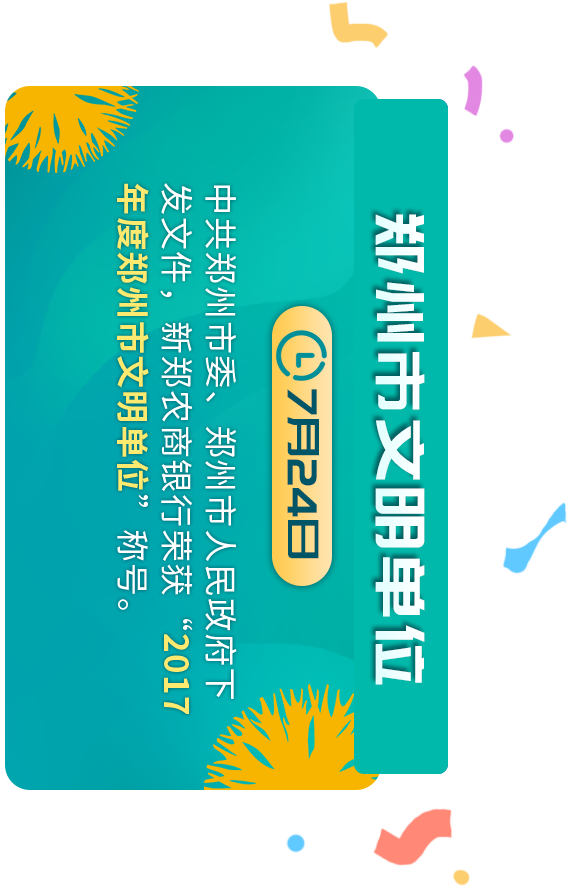 郑州市文明单位
7月24日
中共郑州市委、郑州市人民政府下
发文件，新郑农商银行荣获“2017
年度郑州市文明单位”称号。